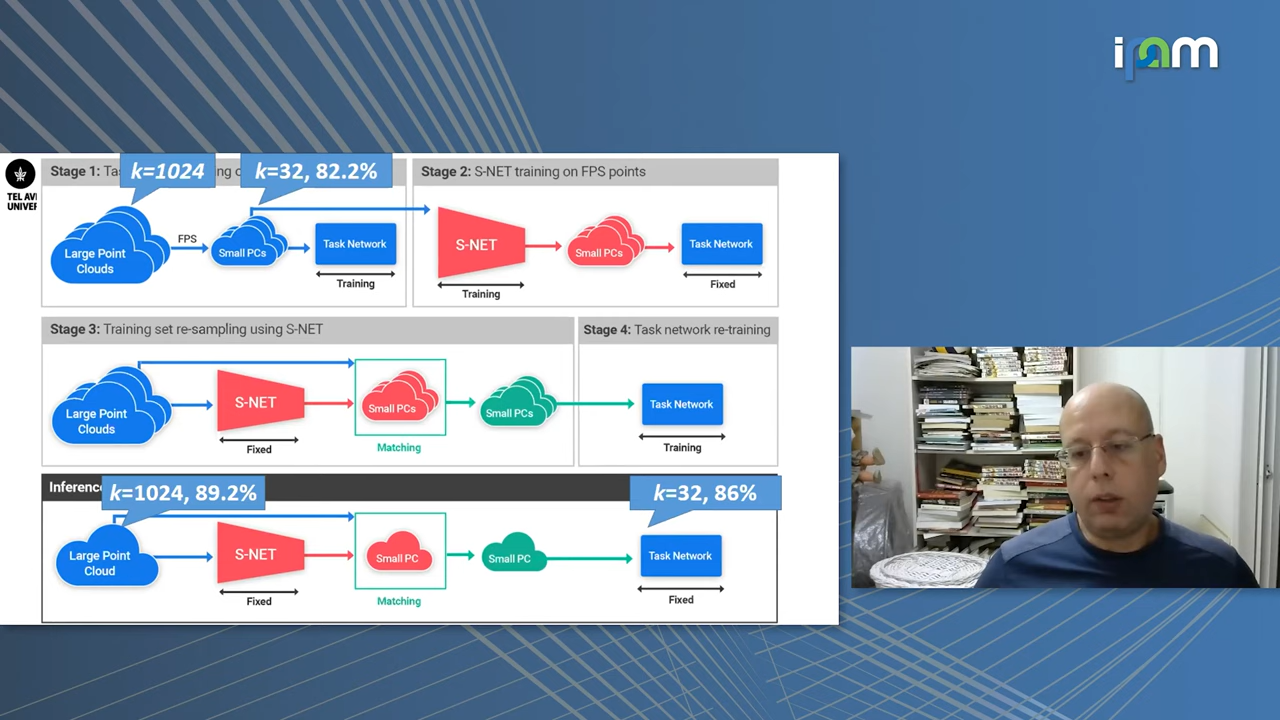 ipam
TEL AVI
UNIVER
Stage 1: Ta
k=1024
ng o
k=32, 82.2%
Large Point
Clouds
FPS
Small PCs
Task Network
Training
Stage 2: S-NET training on FPS points
S-NET
Training
Small PCs
Task Network
Fixed
Stage 3: Training set re-sampling using S-NET
Large Point
Clouds
S-NET
Fixed
Small PCs
Matching
Small PCs
Stage 4: Task network re-training
Task Network
Training
Inference
k=1024, 89.2%
k=32, 86%
Large Point
Cloud
S-NET
Fixed
Small PC
Matching
Small PC
Task Network
Fixed